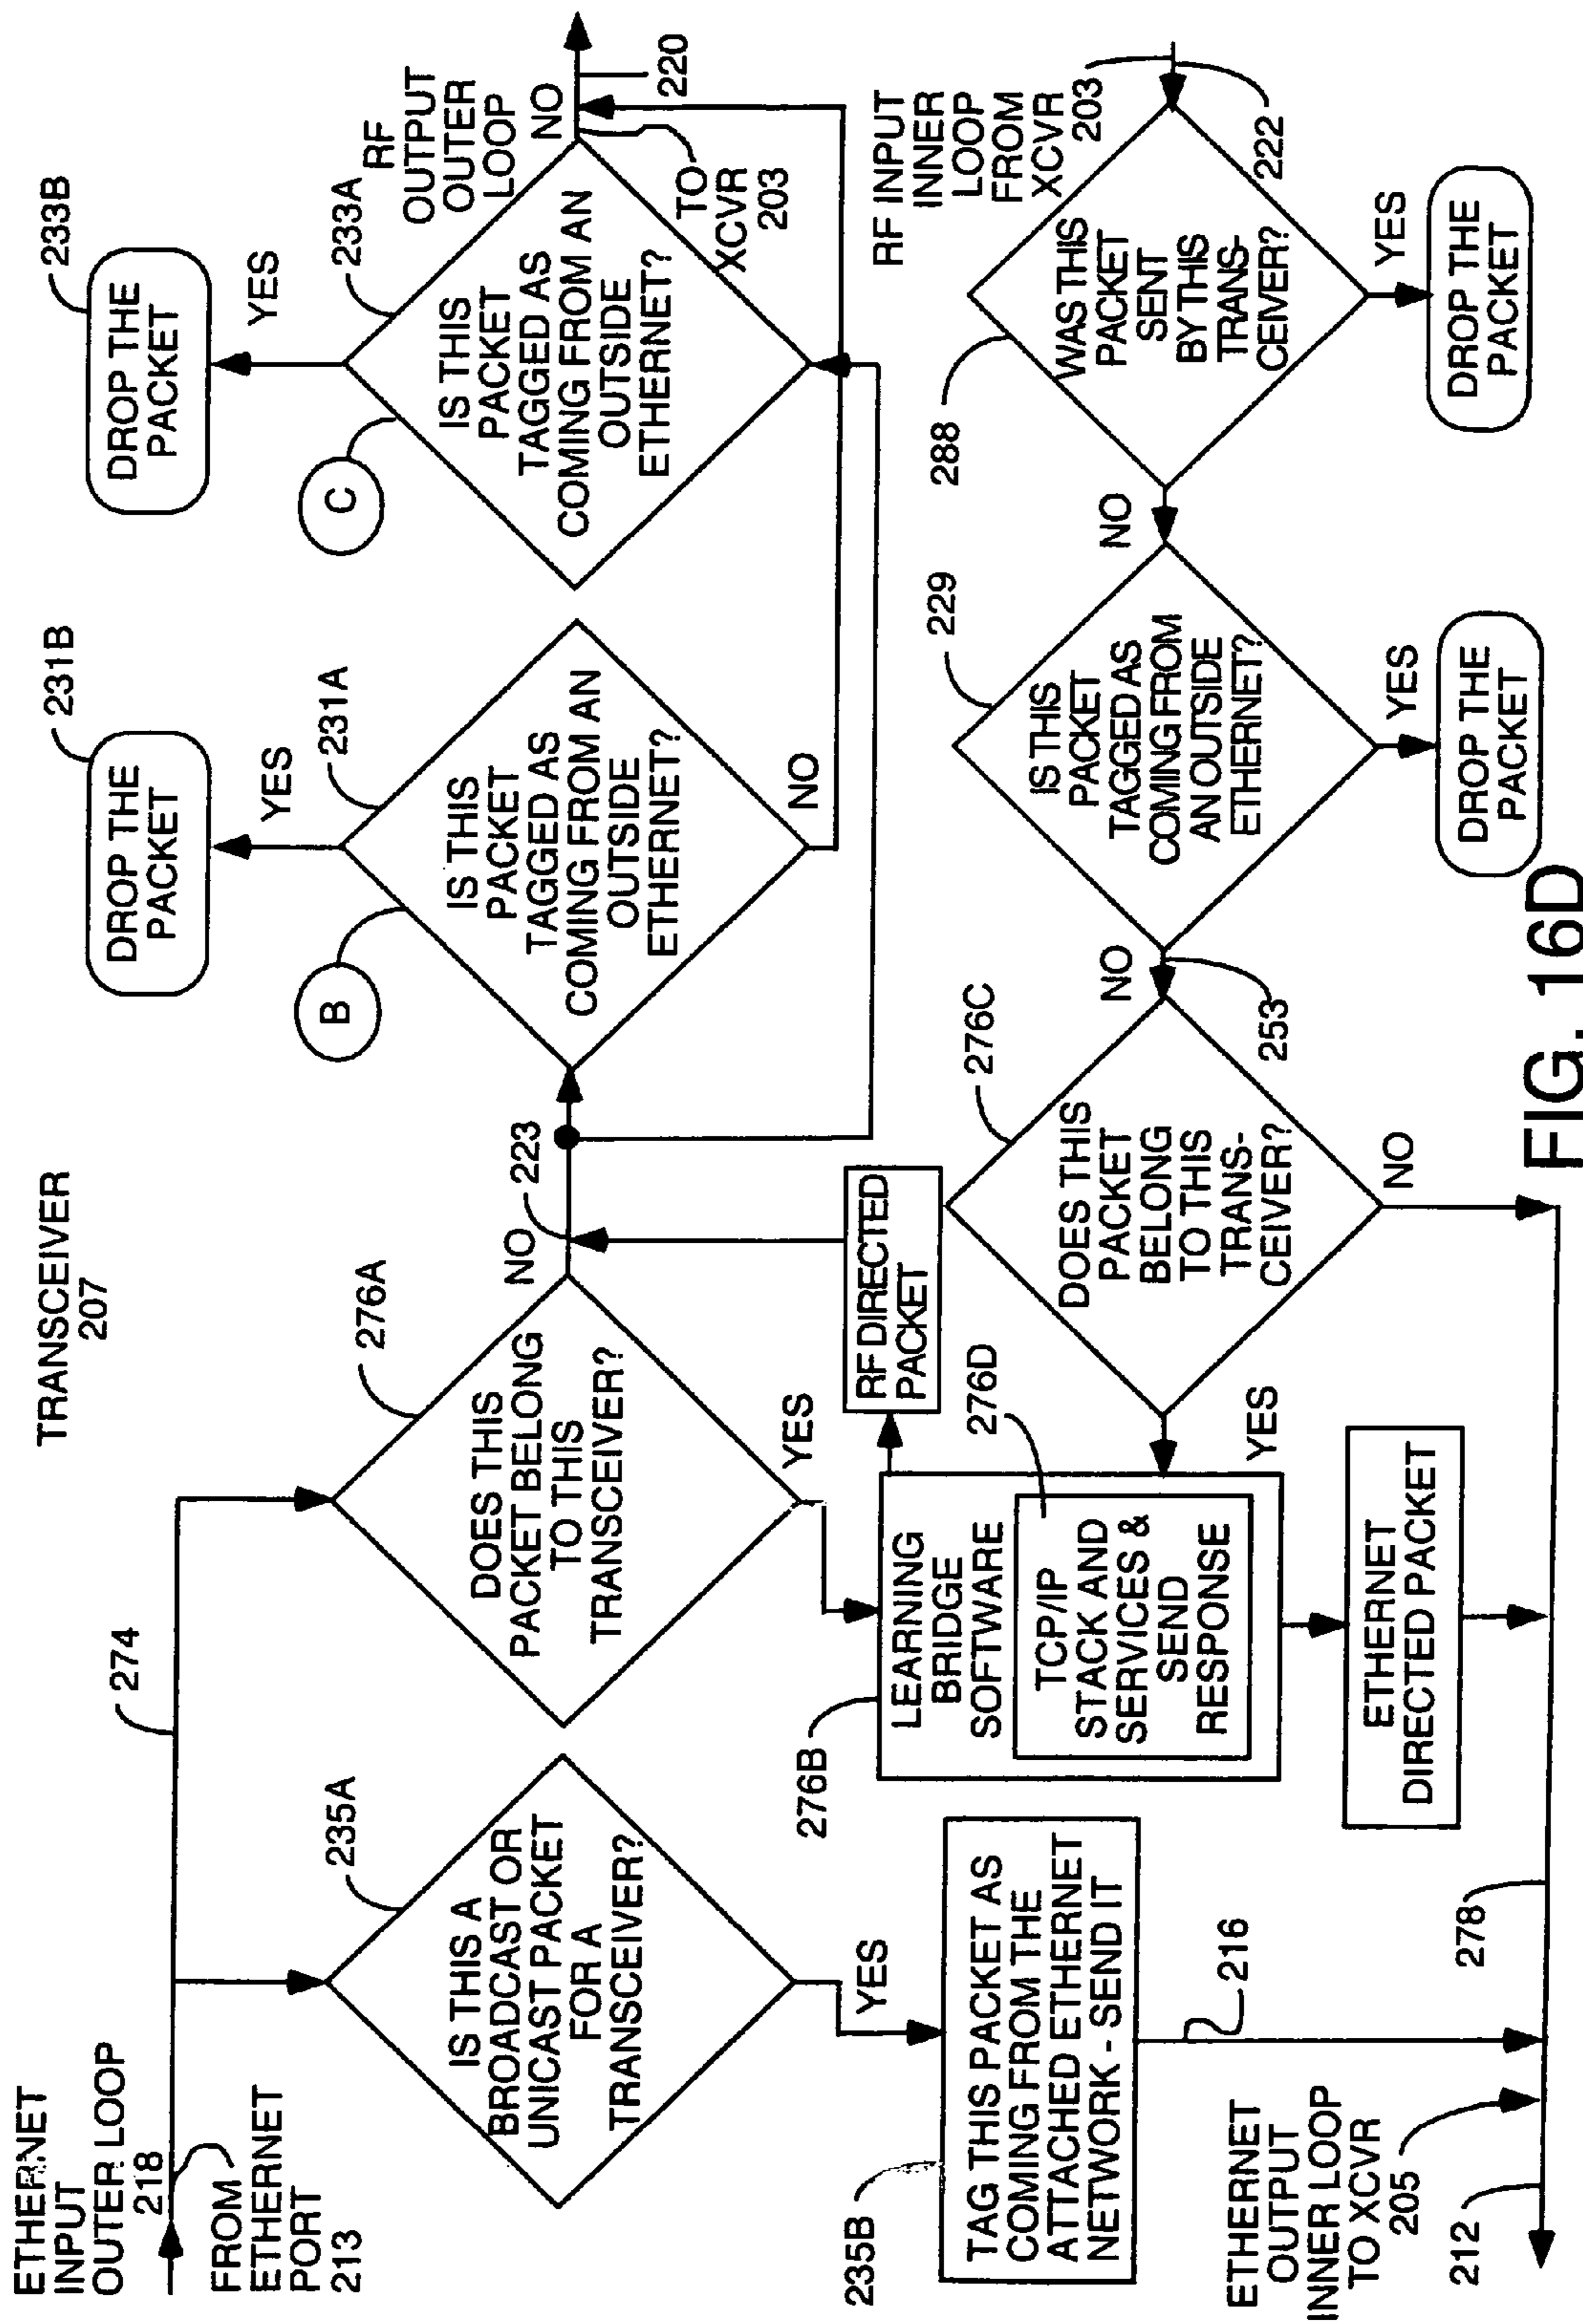 TRANSCEIVER
207
ETHERNET
INPUT
OUTER LOOP
218
FROM
ETHERNET
PORT
213
274
235A
IS THIS A
BROADCAST OR
UNICAST PACKET
FOR A
TRANSCEIVER?
YES
235B
TAG THIS PACKET AS
COMING FROM THE
ATTACHED ETHERNET
NETWORK - SEND IT
216
276A
DOES THIS
PACKET BELONG
TO THIS
TRANSCEIVER?
NO
223
YES
276B
LEARNING
BRIDGE
SOFTWARE
276D
TCP/IP
STACK AND
SERVICES &
SEND
RESPONSE
RF DIRECTED
PACKET
ETHERNET
DIRECTED PACKET
B
231A
IS THIS
PACKET
TAGGED AS
COMING FROM AN
OUTSIDE
ETHERNET?
YES
231B
DROP THE
PACKET
NO
C
233A
IS THIS
PACKET
TAGGED AS
COMING FROM AN
OUTSIDE
ETHERNET?
YES
233B
DROP THE
PACKET
RF
OUTPUT
OUTER
LOOP
NO
220
TO
XCVR
203
RF INPUT
INNER
LOOP
FROM
XCVR
203
222
288
WAS THIS
PACKET
SENT
BY THIS
TRANS-
CEIVER?
YES
DROP THE
PACKET
NO
229
IS THIS
PACKET
TAGGED AS
COMING FROM
AN OUTSIDE
ETHERNET?
YES
DROP THE
PACKET
NO
253
276C
DOES THIS
PACKET
BELONG
TO THIS
TRANS-
CEIVER?
YES
NO
278
ETHERNET
OUTPUT
INNER LOOP
TO XCVR
205
212
FIG. 16D